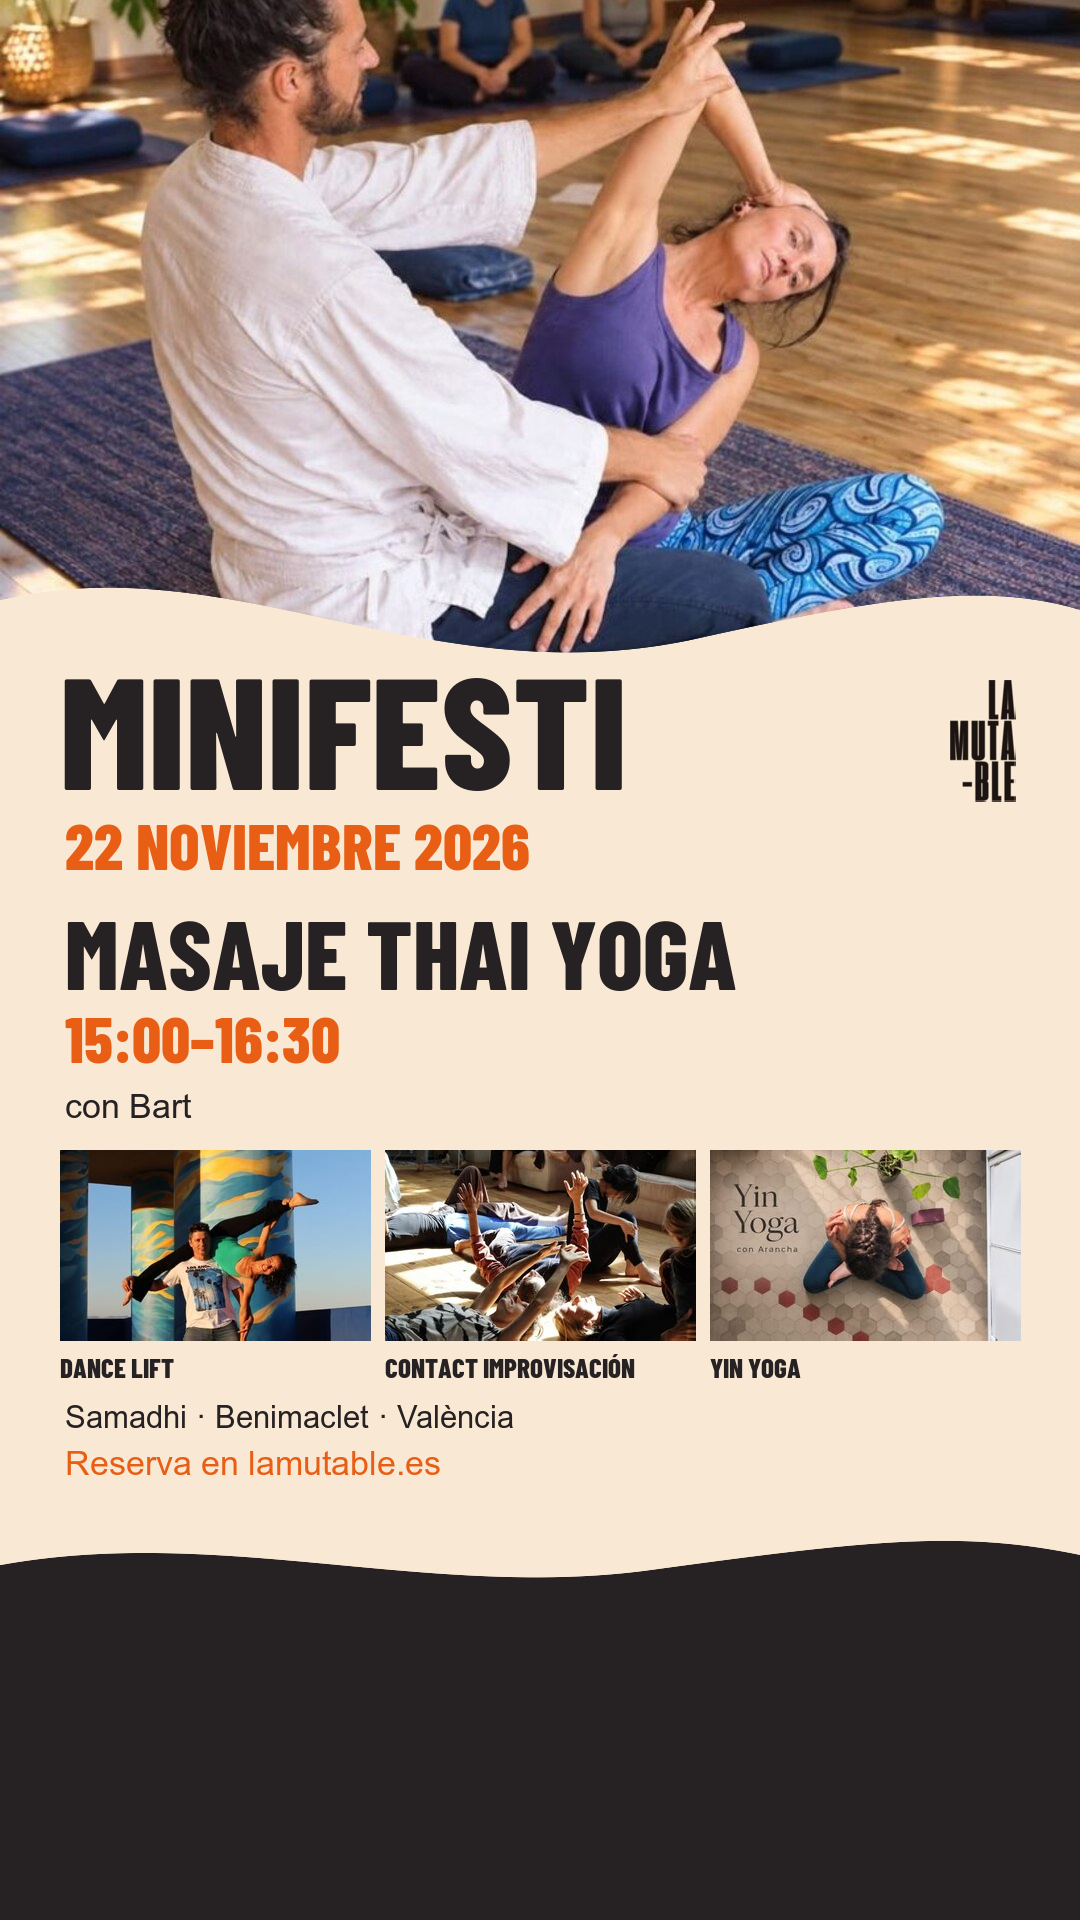 MINIFESTI
LA
MUTA
-BLE
22 NOVIEMBRE 2026
MASAJE THAI YOGA
15:00–16:30
con Bart
Yin
Yoga
con Arancha
DANCE LIFT
CONTACT IMPROVISACIÓN
YIN YOGA
Samadhi · Benimaclet · València
Reserva en lamutable.es